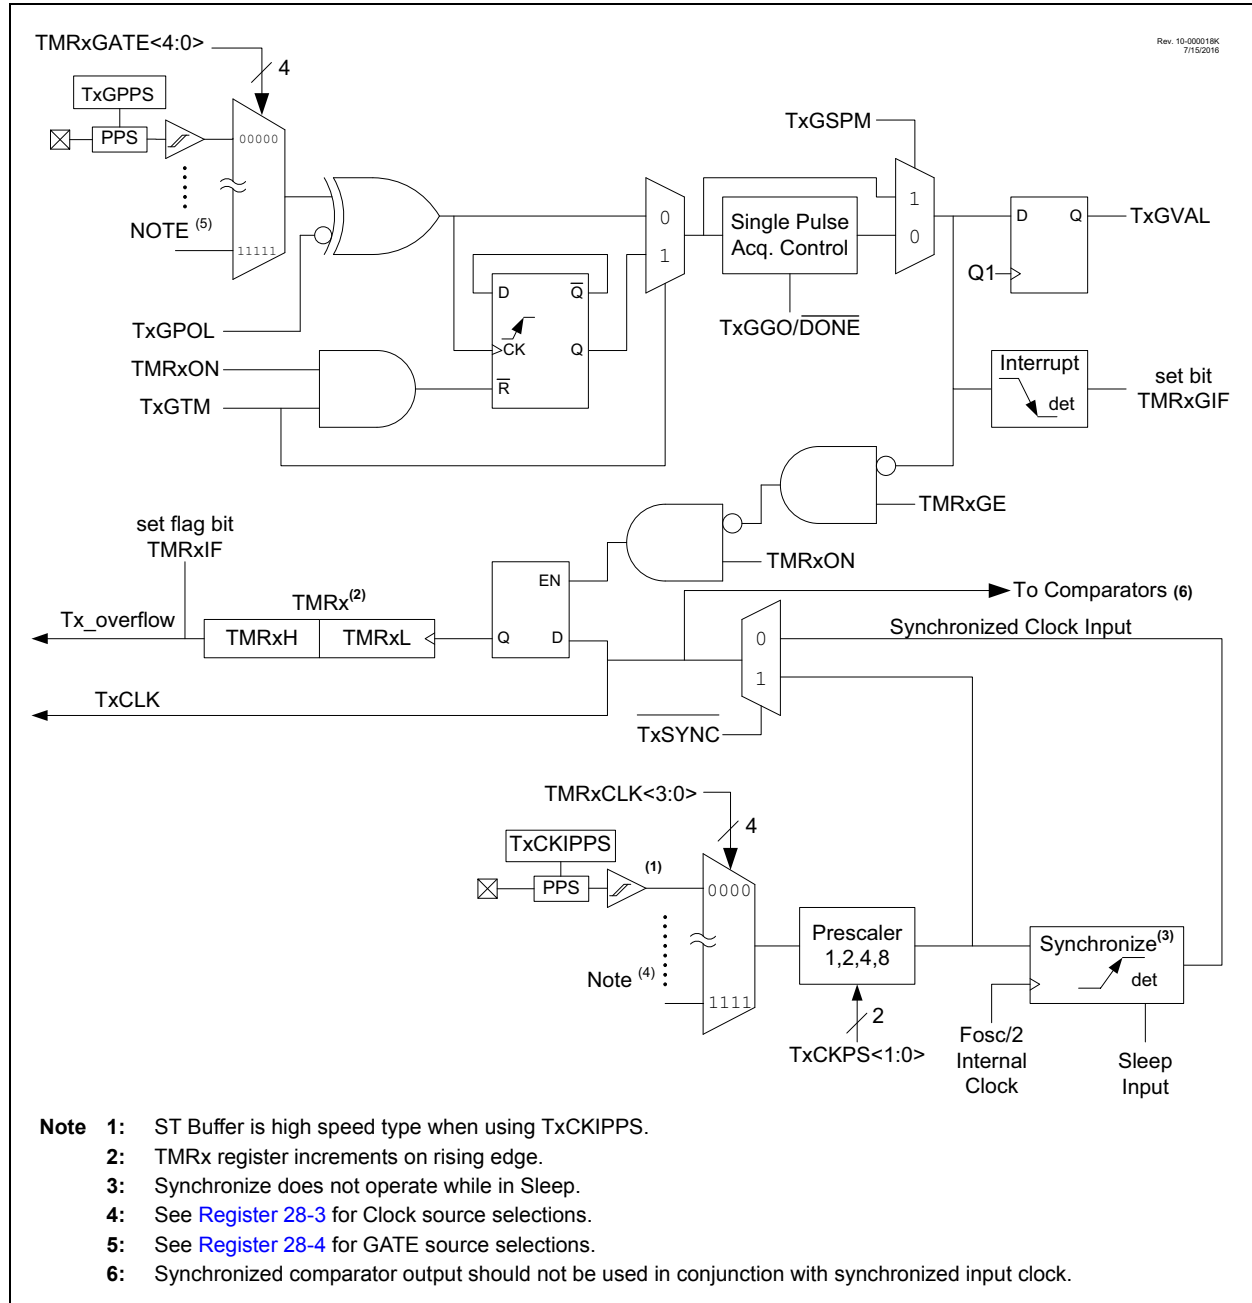 TMRxGATE<4:0>
Rev. 10-000018K
7/15/2016
4
TxGPPS
PPS
00000
NOTE (5)
11111
TxGPOL
TMRxON
TxGTM
D
Q
CK
Q
R
0
1
Single Pulse
Acq. Control
TxGGO/DONE
TxGSPM
1
0
D
Q
Q1
TxGVAL
Interrupt
det
set bit
TMRxGIF
TMRxGE
TMRxON
set flag bit
TMRxIF
Tx_overflow
TMRx(2)
TMRxH
TMRxL
EN
Q
D
To Comparators (6)
Synchronized Clock Input
0
1
TxCLK
TxSYNC
TMRxCLK<3:0>
4
TxCKIPPS
PPS
(1)
0000
Note (4)
1111
Prescaler
1,2,4,8
2
TxCKPS<1:0>
Synchronize(3)
det
Fosc/2
Internal
Clock
Sleep
Input
Note 1: ST Buffer is high speed type when using TxCKIPPS.
2: TMRx register increments on rising edge.
3: Synchronize does not operate while in Sleep.
4: See Register 28-3 for Clock source selections.
5: See Register 28-4 for GATE source selections.
6: Synchronized comparator output should not be used in conjunction with synchronized input clock.